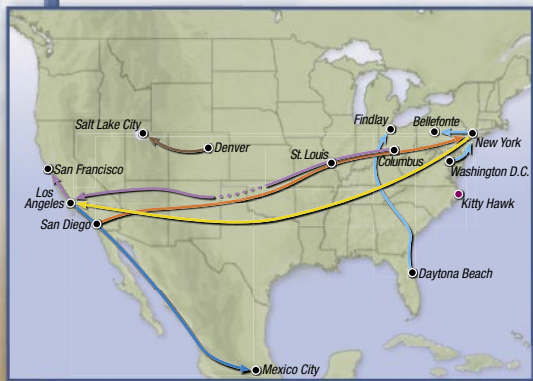 Salt Lake City
Denver
San Francisco
Los
Angeles
San Diego
St. Louis
Findlay
Bellefonte
Columbus
New York
Washington D.C.
Kitty Hawk
Daytona Beach
Mexico City